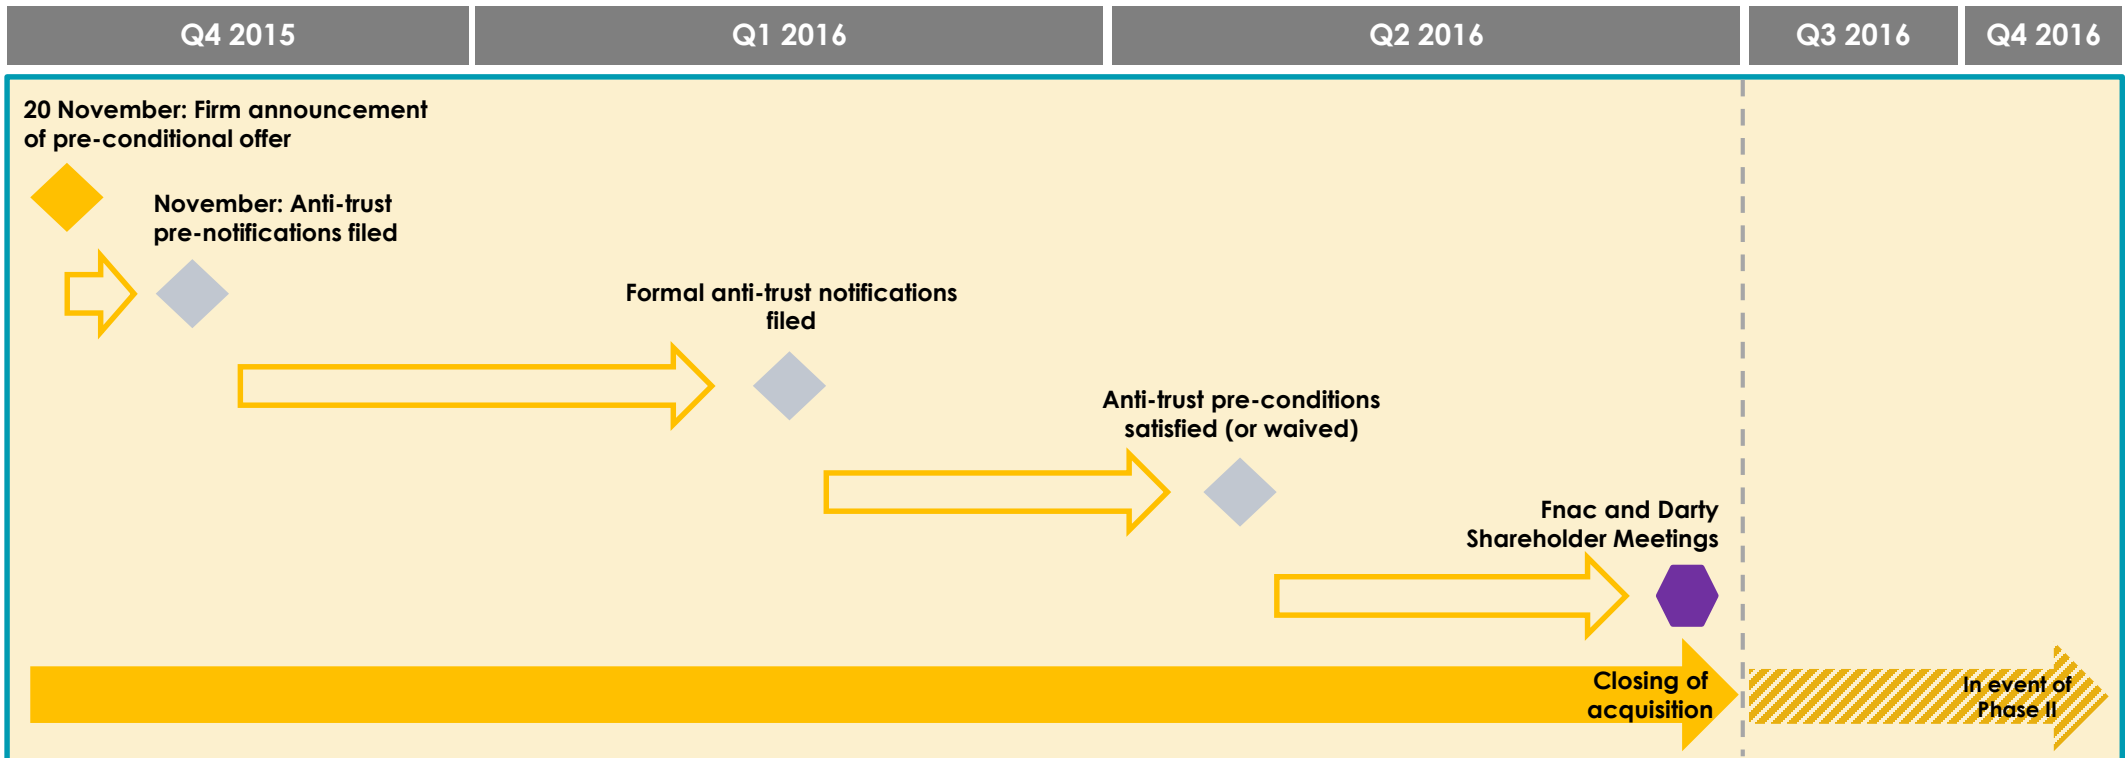 Q4 2015
Q1 2016
Q2 2016
Q3 2016
Q4 2016
20 November: Firm announcement
of pre-conditional offer
November: Anti-trust
pre-notifications filed
Formal anti-trust notifications
filed
Anti-trust pre-conditions
satisfied (or waived)
Fnac and Darty
Shareholder Meetings
Closing of
acquisition
In event of
Phase II